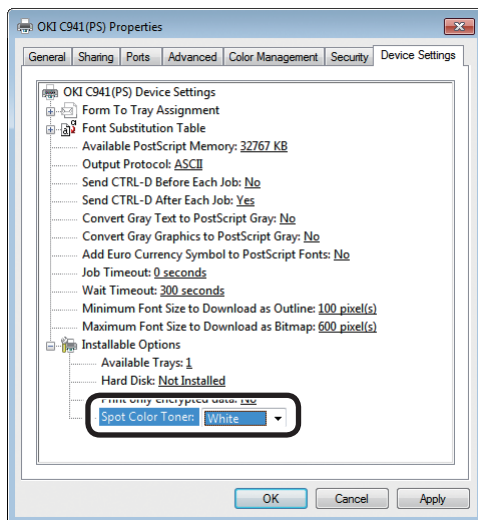 OKI C941(PS) Properties
General Sharing Ports Advanced Color Management Security Device Settings
OKI C941(PS) Device Settings
Form To Tray Assignment
Font Substitution Table
Available PostScript Memory: 32767 KB
Output Protocol: ASCII
Send CTRL-D Before Each Job: No
Send CTRL-D After Each Job: Yes
Convert Gray Text to PostScript Gray: No
Convert Gray Graphics to PostScript Gray: No
Add Euro Currency Symbol to PostScript Fonts: No
Job Timeout: 0 seconds
Wait Timeout: 300 seconds
Minimum Font Size to Download as Outline: 100 pixel(s)
Maximum Font Size to Download as Bitmap: 600 pixel(s)
Installable Options
Available Trays: 1
Hard Disk: Not Installed
Print only encrypted data: No
Spot Color Toner: White
OK Cancel Apply